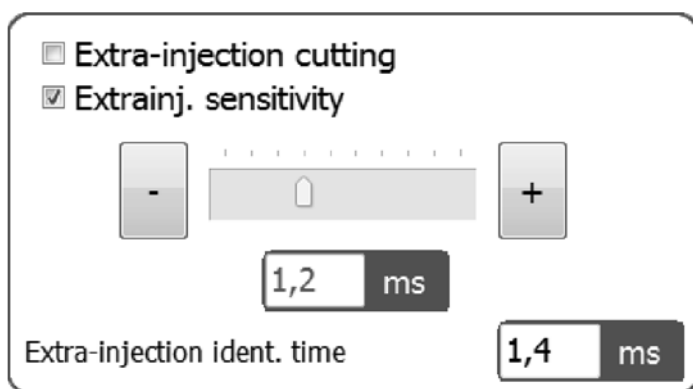 Extra-injection cutting
Extrainj. sensitivity
- +
1,2 ms
Extra-injection ident. time 1,4 ms